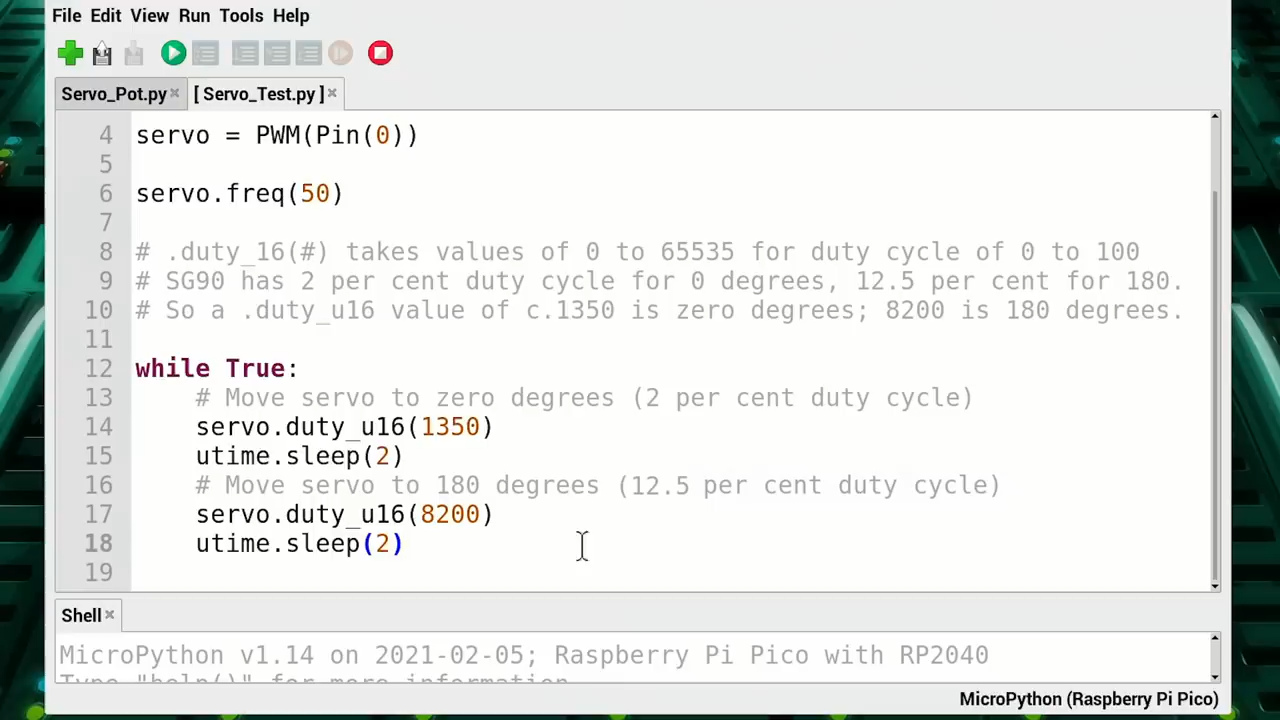 File Edit View Run Tools Help
Servo_Pot.py [ Servo_Test.py ]
4 servo = PWM(Pin(0))
5
6 servo.freq(50)
7
8 # .duty_16(#) takes values of 0 to 65535 for duty cycle of 0 to 100
9 # SG90 has 2 per cent duty cycle for 0 degrees, 12.5 per cent for 180.
10 # So a .duty_u16 value of c.1350 is zero degrees; 8200 is 180 degrees.
11
12 while True:
13 # Move servo to zero degrees (2 per cent duty cycle)
14 servo.duty_u16(1350)
15 utime.sleep(2)
16 # Move servo to 180 degrees (12.5 per cent duty cycle)
17 servo.duty_u16(8200)
18 utime.sleep(2)
19
Shell
MicroPython v1.14 on 2021-02-05; Raspberry Pi Pico with RP2040
Type "help()" for more information
MicroPython (Raspberry Pi Pico)